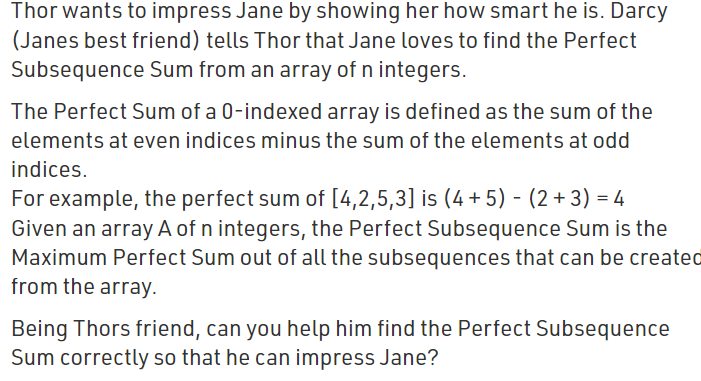 Thor wants to impress Jane by showing her how smart he is. Darcy
(Janes best friend) tells Thor that Jane loves to find the Perfect
Subsequence Sum from an array of n integers.
The Perfect Sum of a 0-indexed array is defined as the sum of the
elements at even indices minus the sum of the elements at odd
indices.
For example, the perfect sum of [4,2,5,3] is (4 + 5) - (2 + 3) = 4
Given an array A of n integers, the Perfect Subsequence Sum is the
Maximum Perfect Sum out of all the subsequences that can be created
from the array.
Being Thors friend, can you help him find the Perfect Subsequence
Sum correctly so that he can impress Jane?